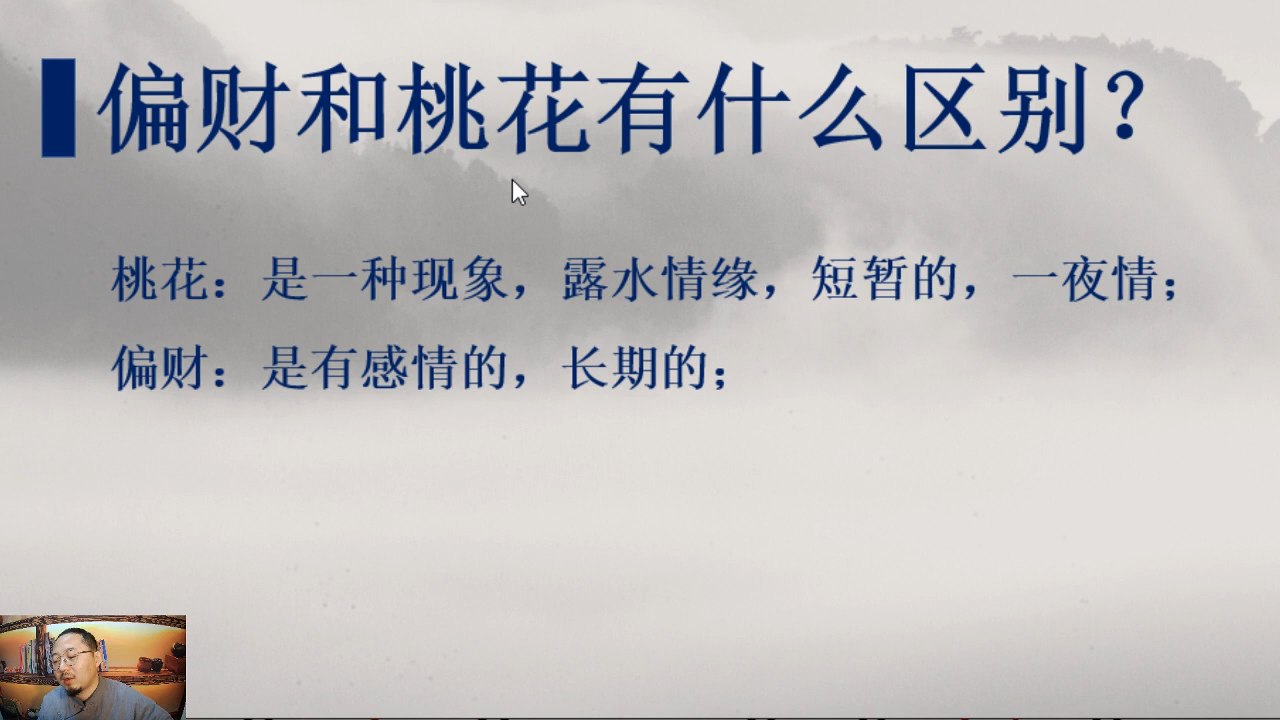 偏财和桃花有什么区别？
桃花：是一种现象，露水情缘，短暂的，一夜情；
偏财：是有感情的，长期的；